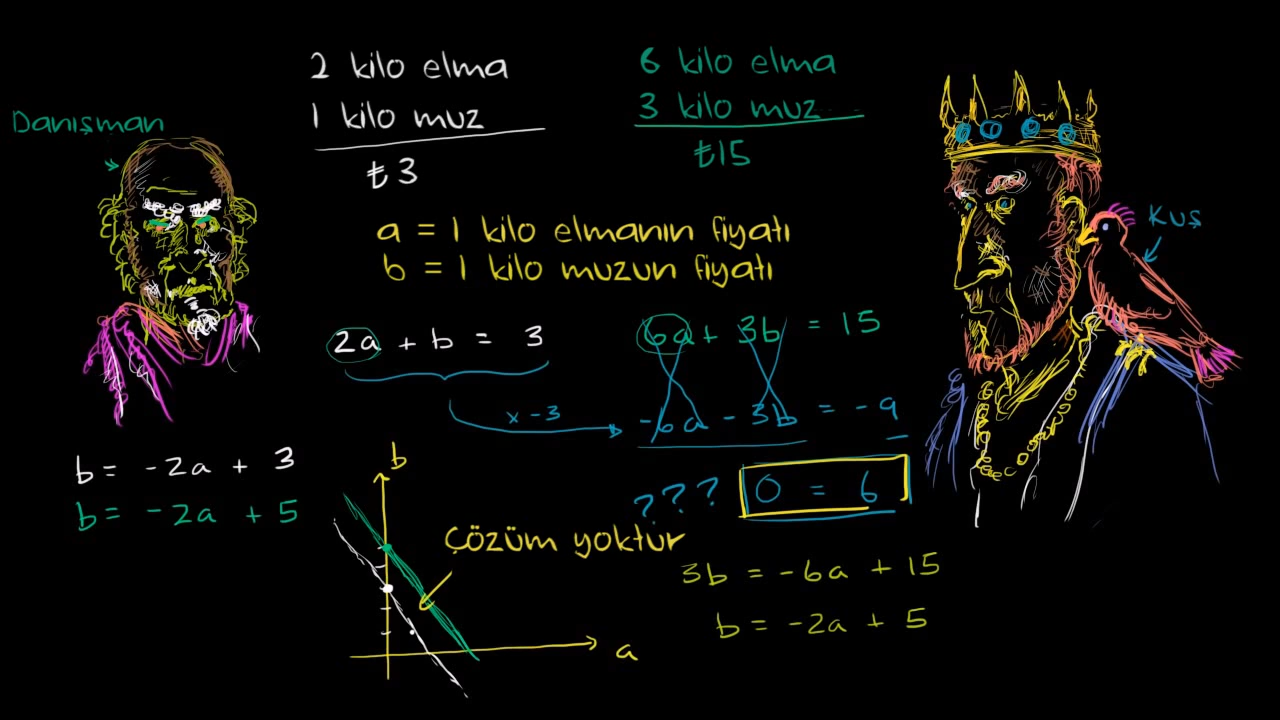 2 kilo elma
1 kilo muz
₺3
6 kilo elma
3 kilo muz
₺15
Danışman
Kuş
a = 1 kilo elmanın fiyatı
b = 1 kilo muzun fiyatı
2a + b = 3
6a + 3b = 15
x -3
-6a - 3b = -9
??? 0 = 6
b = -2a + 3
b = -2a + 5
b
Çözüm yoktur
a
3b = -6a + 15
b = -2a + 5